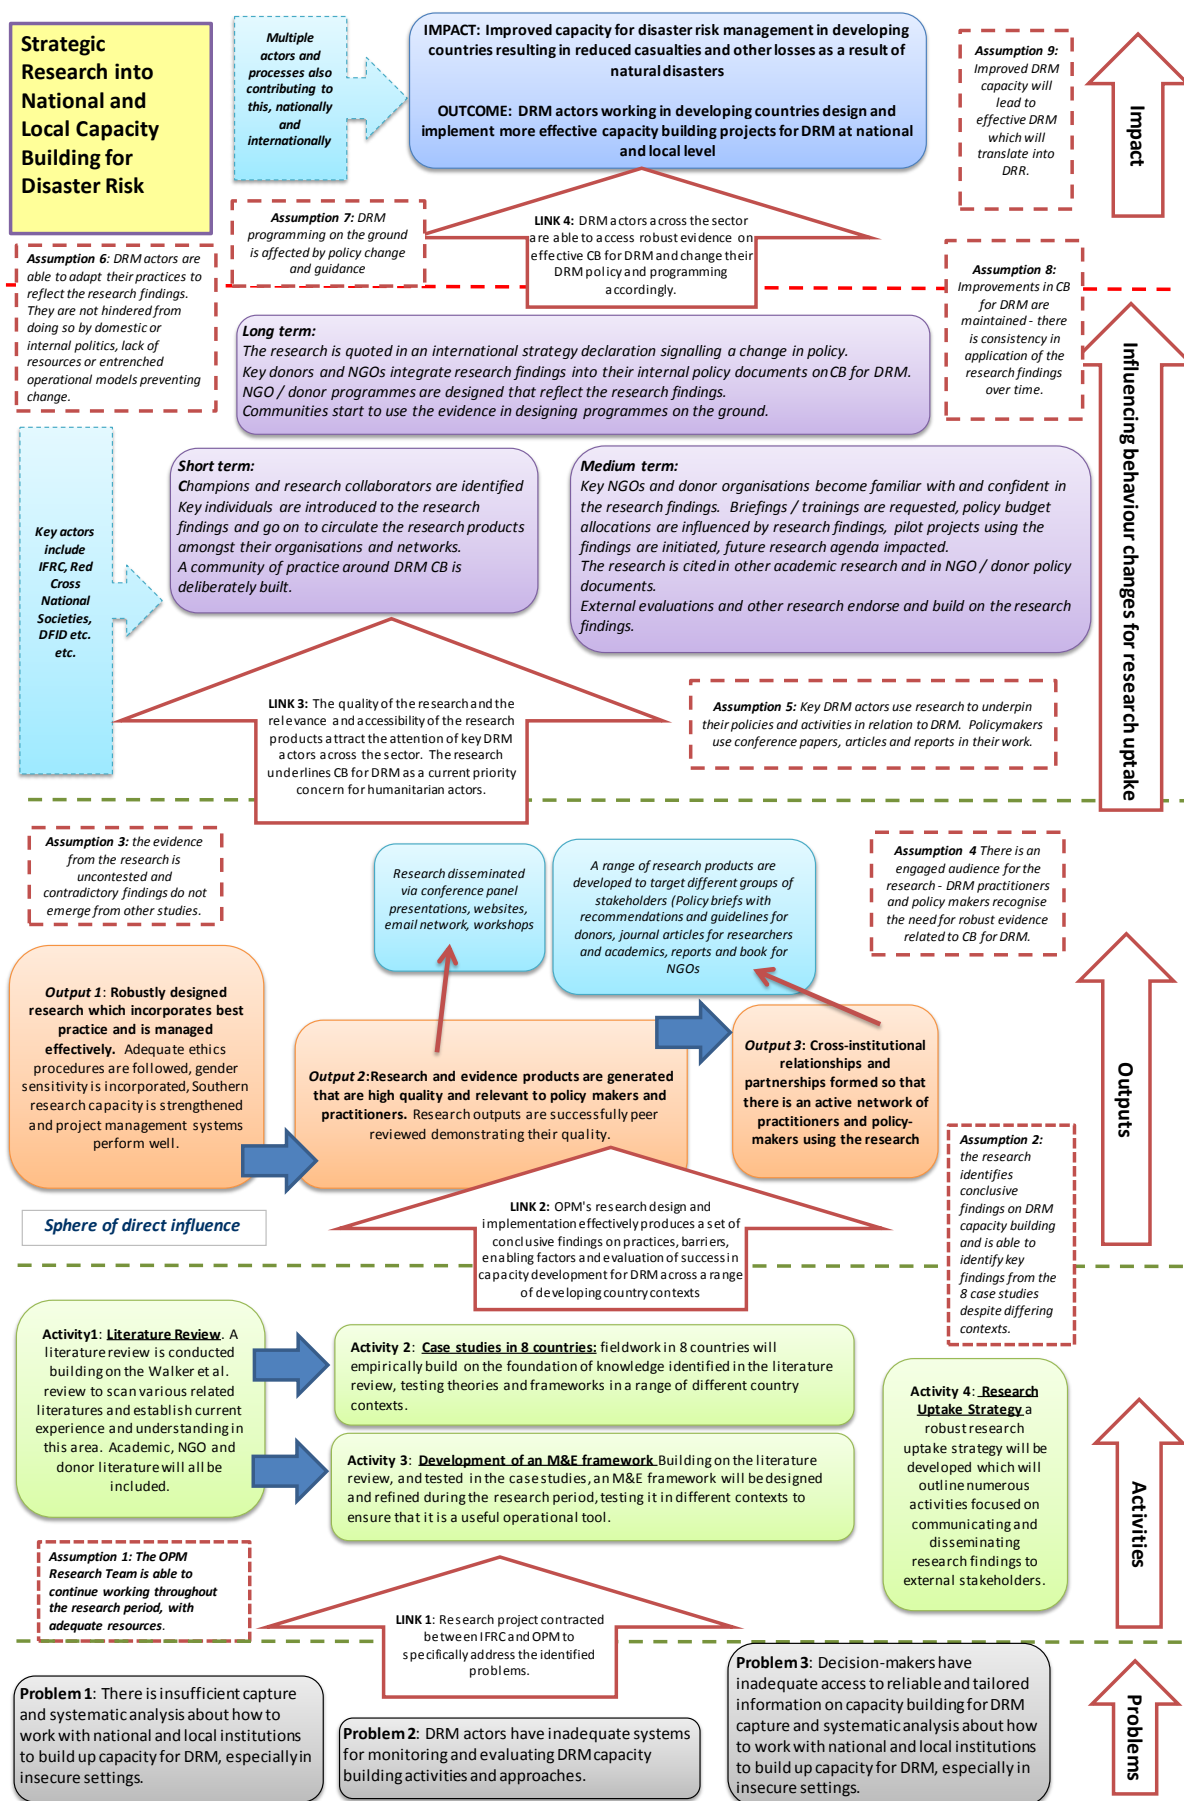 Strategic
Research into
National and
Local Capacity
Building for
Disaster Risk
Multiple
actors and
processes also
contributing to
this, nationally
and
internationally
IMPACT: Improved capacity for disaster risk management in developing
countries resulting in reduced casualties and other losses as a result of
natural disasters
OUTCOME: DRM actors working in developing countries design and
implement more effective capacity building projects for DRM at national
and local level
Assumption 9:
Improved DRM
capacity will
lead to
effective DRM
which will
translate into
DRR.
Impact
Assumption 7: DRM
programming on the
ground is affected by policy change
and guidance
LINK 4: DRM actors across the sector
are able to access robust evidence on
effective CB for DRM and change their
DRM policy and programming
accordingly.
Assumption 6: DRM actors are
able to adapt their practices to
reflect the research findings.
They are not hindered from
doing so by domestic or
internal politics, lack of
resources or entrenched
operational models preventing
change.
Assumption 8:
Improvements in CB
for DRM are
maintained - there
is consistency in
application of the
research findings
over time.
Long term:
The research is quoted in an international strategy declaration signalling a change in policy.
Key donors and NGOs integrate research findings into their internal policy documents on CB for DRM.
NGO / donor programmes are designed that reflect the research findings.
Communities start to use the evidence in designing programmes on the ground.
Influencing behaviour changes for research uptake
Key actors
include
IFRC, Red
Cross
National
Societies,
DFID etc.
etc.
Short term:
Champions and research collaborators are identified
Key individuals are introduced to the research
findings and go on to circulate the research products
amongst their organisations and networks.
A community of practice around DRM CB is
deliberately built.
Medium term:
Key NGOs and donor organisations become familiar with and confident in
the research findings. Briefings / trainings are requested, policy budget
allocations are influenced by research findings, pilot projects using the
findings are initiated, future research agenda impacted.
The research is cited in other academic research and in NGO / donor policy
documents.
External evaluations and other research endorse and build on the research
findings.
LINK 3: The quality of the research and the
relevance and accessibility of the research
products attract the attention of key DRM
actors across the sector. The research
underlines CB for DRM as a current priority
concern for humanitarian actors.
Assumption 5: Key DRM actors use research to underpin
their policies and activities in relation to DRM. Policymakers
use conference papers, articles and reports in their work.
Assumption 3: the evidence
from the research is
uncontested and
contradictory findings do not
emerge from other studies.
Research disseminated
via conference panel
presentations, websites,
email network, workshops
A range of research products are
developed to target different groups of
stakeholders (Policy briefs with
recommendations and guidelines for
donors, journal articles for researchers
and academics, reports and book for
NGOs
Assumption 4 There is an
engaged audience for the
research - DRM practitioners
and policy makers recognise
the need for robust evidence
related to CB for DRM.
Output 1: Robustly designed
research which incorporates best
practice and is managed
effectively. Adequate ethics
procedures are followed, gender
sensitivity is incorporated, Southern
research capacity is strengthened
and project management systems
perform well.
Output 2:Research and evidence products are generated
that are high quality and relevant to policy makers and
practitioners. Research outputs are successfully peer
reviewed demonstrating their quality.
Output 3: Cross-institutional
relationships and
partnerships formed so that
there is an active network of
practitioners and policy-
makers using the research
Outputs
Sphere of direct influence
LINK 2: OPM's research design and
implementation effectively produces a set of
conclusive findings on practices, barriers,
enabling factors and evaluation of success in
capacity development for DRM across a range
of developing country contexts
Assumption 2:
the research
identifies
conclusive
findings on DRM
capacity building
and is able to
identify key
findings from the
8 case studies
despite differing
contexts.
Activity1: Literature Review. A
literature review is conducted
building on the Walker et al.
review to scan various related
literatures and establish current
experience and understanding in
this area. Academic, NGO and
donor literature will all be
included.
Activity 2: Case studies in 8 countries: fieldwork in 8 countries will
empirically build on the foundation of knowledge identified in the literature
review, testing theories and frameworks in a range of different country
contexts.
Activity 3: Development of an M&E framework Building on the literature
review, and tested in the case studies, an M&E framework will be designed
and refined during the research period, testing it in different contexts to
ensure that it is a useful operational tool.
Activity 4: Research
Uptake Strategy a
robust research
uptake strategy will be
developed which will
outline numerous
activities focused on
communicating and
disseminating
research findings to
external stakeholders.
Activities
Assumption 1: The OPM
Research Team is able to
continue working throughout
the research period, with
adequate resources.
LINK 1: Research project contracted
between IFRC and OPM to
specifically address the identified
problems.
Problem 1: There is insufficient capture
and systematic analysis about how to
work with national and local institutions
to build up capacity for DRM, especially in
insecure settings.
Problem 2: DRM actors have inadequate systems
for monitoring and evaluating DRM capacity
building activities and approaches.
Problem 3: Decision-makers have
inadequate access to reliable and tailored
information on capacity building for DRM
capture and systematic analysis about how
to work with national and local institutions
to build up capacity for DRM, especially in
insecure settings.
Problems